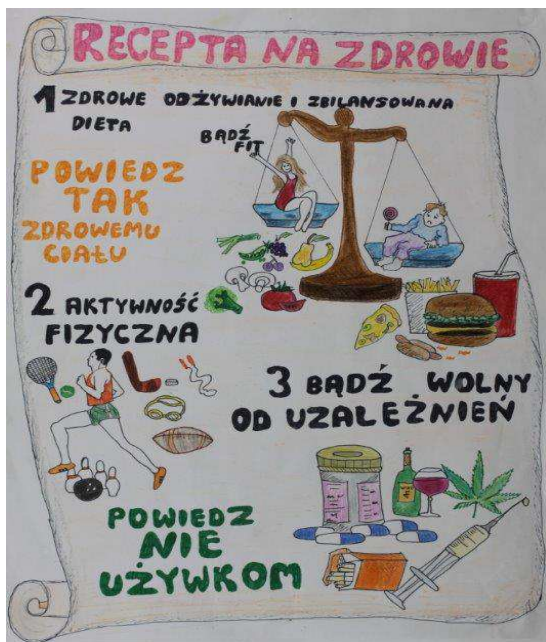 RECEPTA NA ZDROWIE
1 ZDROWE ODŻYWIANIE I ZBILANSOWANA
DIETA
BĄDŹ
FIT
POWIEDZ
TAK
ZDROWEMU
CIAŁU
2 AKTYWNOŚĆ
FIZYCZNA
3 BĄDŹ WOLNY
OD UZALEŻNIEŃ
POWIEDZ
NIE
UŻYWKOM